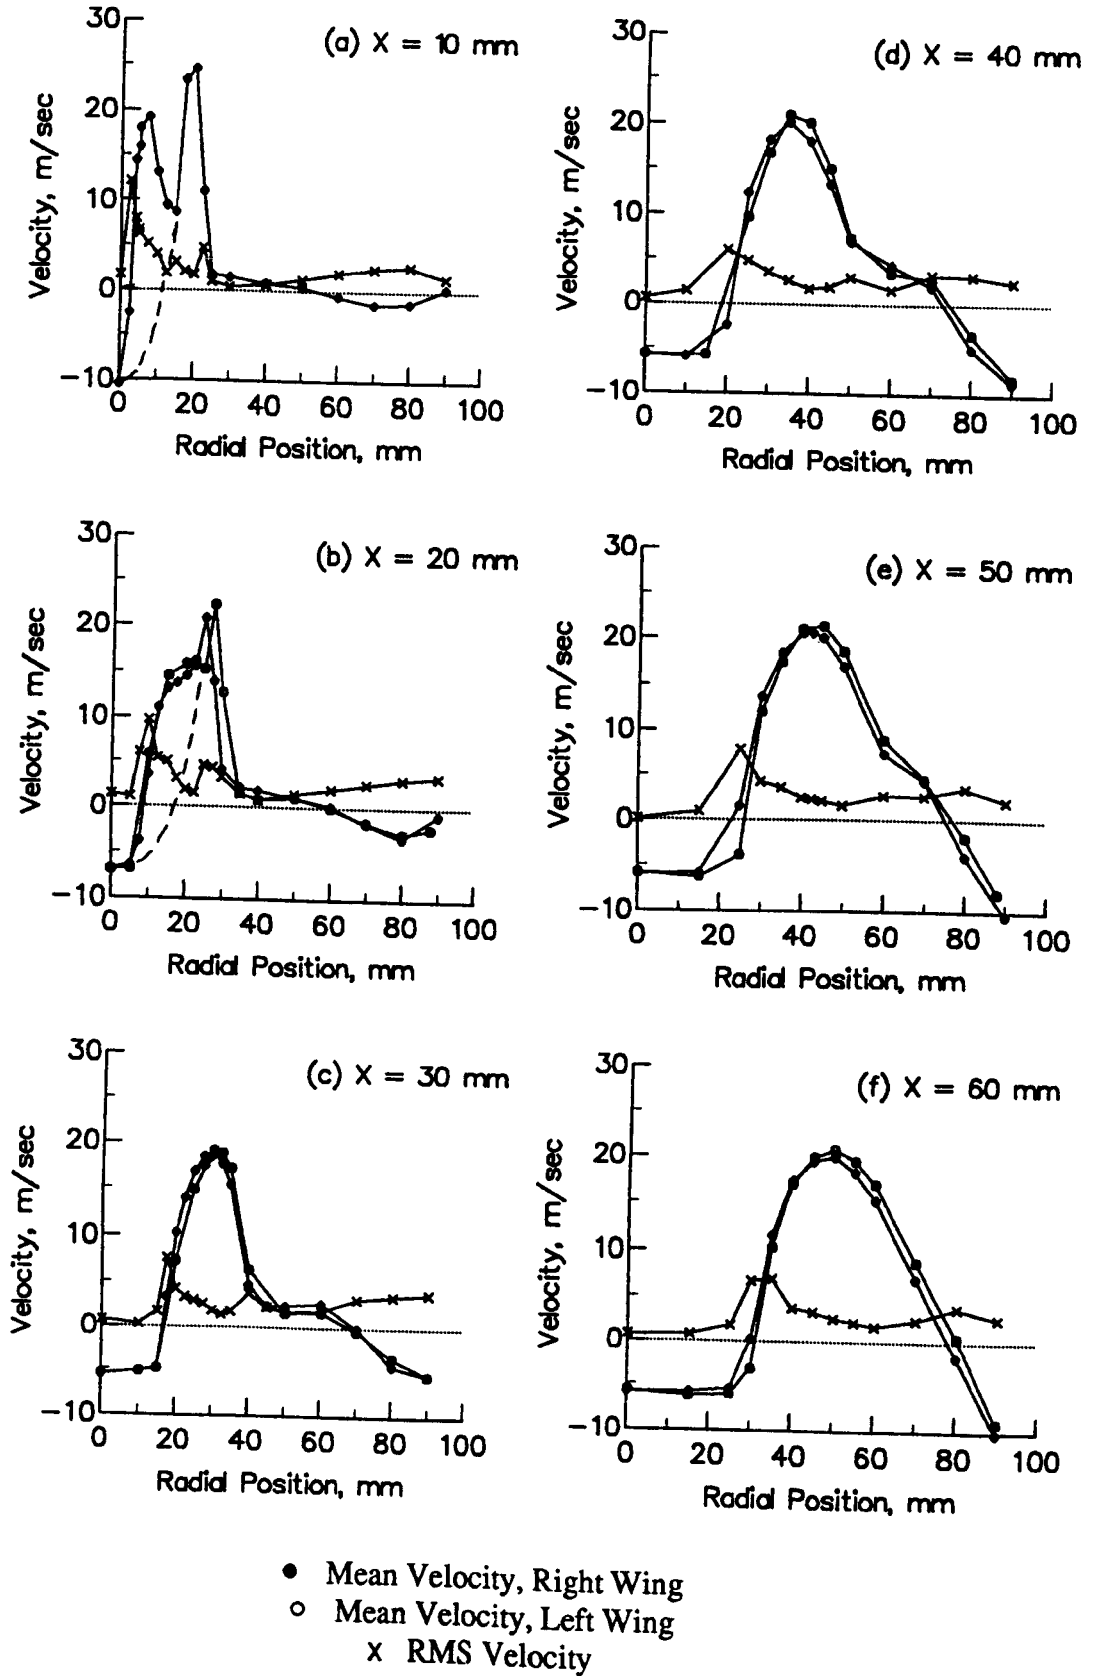 (a) X = 10 mm
30
20
10
0
−10
Velocity, m/sec
0 20 40 60 80 100
Radial Position, mm
(b) X = 20 mm
30
20
10
0
−10
Velocity, m/sec
0 20 40 60 80 100
Radial Position, mm
(c) X = 30 mm
30
20
10
0
−10
Velocity, m/sec
0 20 40 60 80 100
Radial Position, mm
(d) X = 40 mm
30
20
10
0
−10
Velocity, m/sec
0 20 40 60 80 100
Radial Position, mm
(e) X = 50 mm
30
20
10
0
−10
Velocity, m/sec
0 20 40 60 80 100
Radial Position, mm
(f) X = 60 mm
30
20
10
0
−10
Velocity, m/sec
0 20 40 60 80 100
Radial Position, mm
Mean Velocity, Right Wing
Mean Velocity, Left Wing
x RMS Velocity